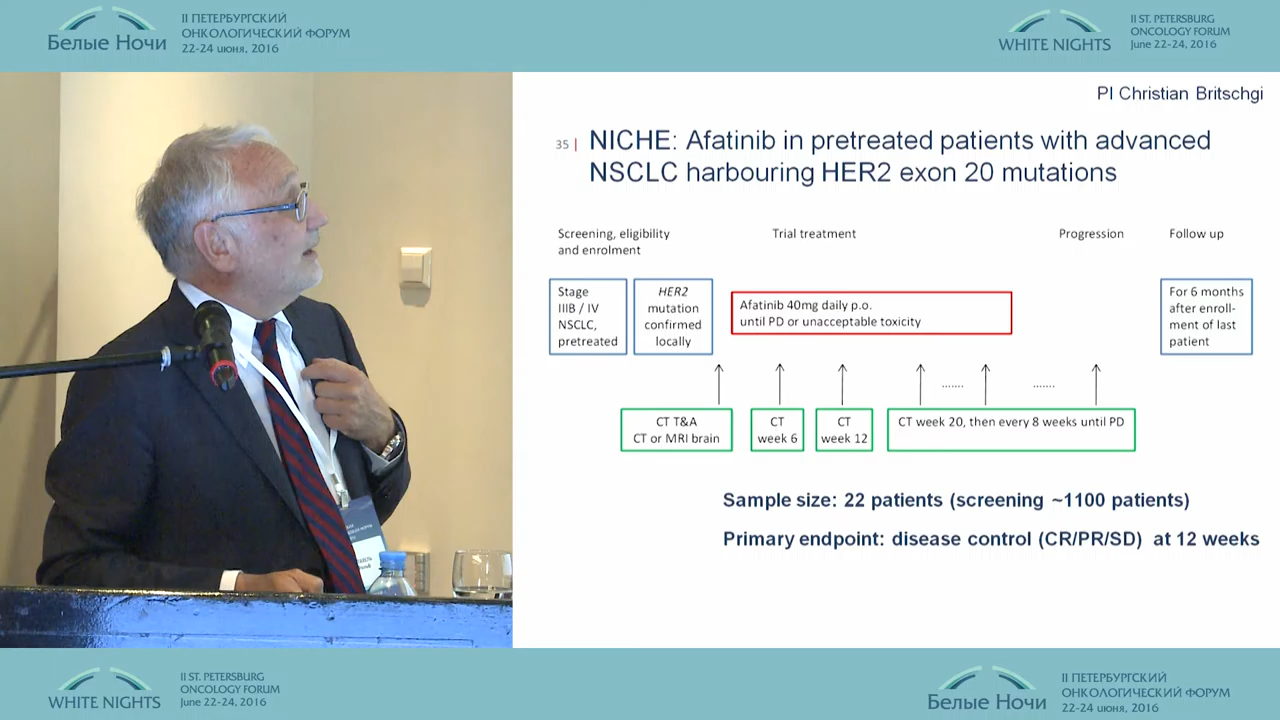 Белые Ночи
II ПЕТЕРБУРГСКИЙ
ОНКОЛОГИЧЕСКИЙ ФОРУМ
22-24 июня, 2016
WHITE NIGHTS
II ST. PETERSBURG
ONCOLOGY FORUM
June 22-24, 2016
PI Christian Britschgi
35 |
NICHE: Afatinib in pretreated patients with advanced
NSCLC harbouring HER2 exon 20 mutations
Screening, eligibility
and enrolment
Trial treatment
Progression
Follow up
Stage
IIIB / IV
NSCLC,
pretreated
HER2
mutation
confirmed
locally
Afatinib 40mg daily p.o.
until PD or unacceptable toxicity
For 6 months
after enroll-
ment of last
patient
.......
.......
CT T&A
CT or MRI brain
CT
week 6
CT
week 12
CT week 20, then every 8 weeks until PD
Sample size: 22 patients (screening ~1100 patients)
Primary endpoint: disease control (CR/PR/SD) at 12 weeks
WHITE NIGHTS
II ST. PETERSBURG
ONCOLOGY FORUM
June 22-24, 2016
Белые Ночи
II ПЕТЕРБУРГСКИЙ
ОНКОЛОГИЧЕСКИЙ ФОРУМ
22-24 июня, 2016